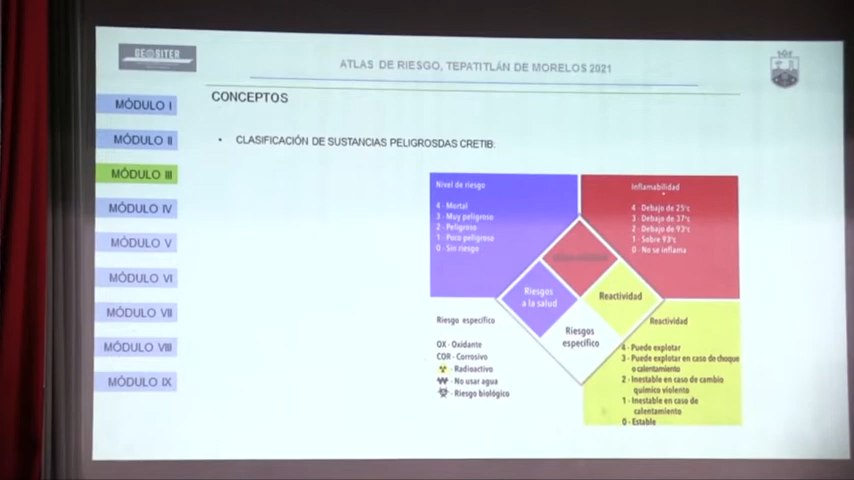 GEOSITER
ATLAS DE RIESGO, TEPATITLÁN DE MORELOS 2021
CONCEPTOS
• CLASIFICACIÓN DE SUSTANCIAS PELIGROSDAS CRETIB:
MÓDULO I
MÓDULO II
MÓDULO III
MÓDULO IV
MÓDULO V
MÓDULO VI
MÓDULO VII
MÓDULO VIII
MÓDULO IX
Nivel de riesgo
4 - Mortal
3 - Muy peligroso
2 - Peligroso
1 - Poco peligroso
0 - Sin riesgo
Inflamabilidad
4 - Debajo de 25°c
3 - Debajo de 37°c
2 - Debajo de 93°c
1 - Sobre 93°c
0 - No se inflama
Riesgos
a la salud
Reactividad
Riesgos
específico
Riesgo específico
OX - Oxidante
COR - Corrosivo
- Radioactivo
W - No usar agua
- Riesgo biológico
Reactividad
4 - Puede explotar
3 - Puede explotar en caso de choque
o calentamiento
2 - Inestable en caso de cambio
químico violento
1 - Inestable en caso de
calentamiento
0 - Estable